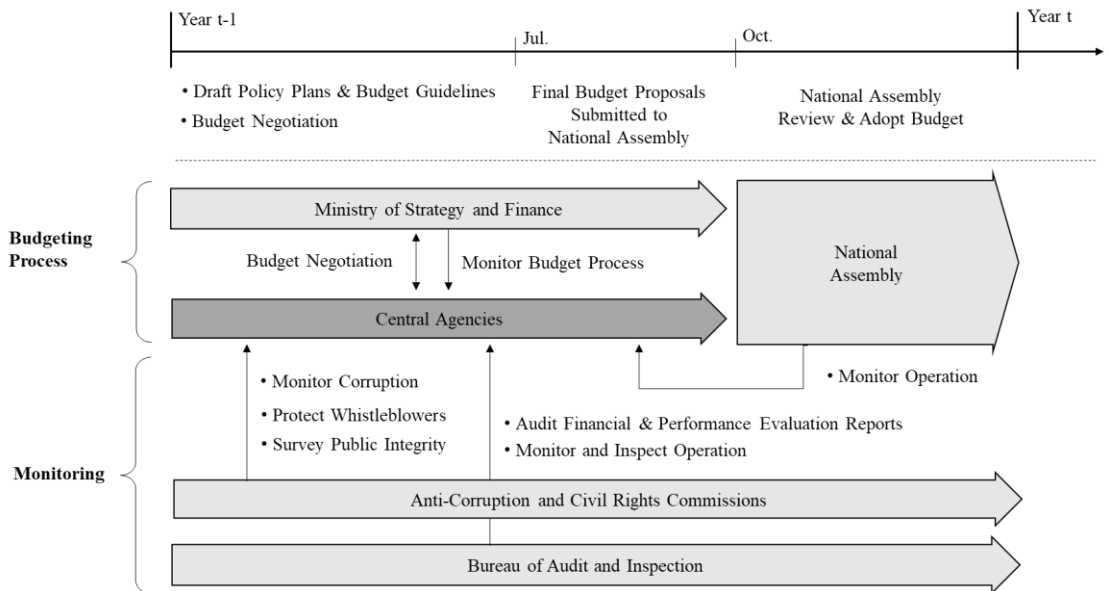 Year t-1
Jul.
Oct.
Year t
• Draft Policy Plans & Budget Guidelines
• Budget Negotiation
Final Budget Proposals
Submitted to
National Assembly
National Assembly
Review & Adopt Budget
Budgeting
Process
Ministry of Strategy and Finance
Budget Negotiation
Monitor Budget Process
Central Agencies
National
Assembly
Monitoring
• Monitor Corruption
• Protect Whistleblowers
• Survey Public Integrity
• Audit Financial & Performance Evaluation Reports
• Monitor and Inspect Operation
• Monitor Operation
Anti-Corruption and Civil Rights Commissions
Bureau of Audit and Inspection